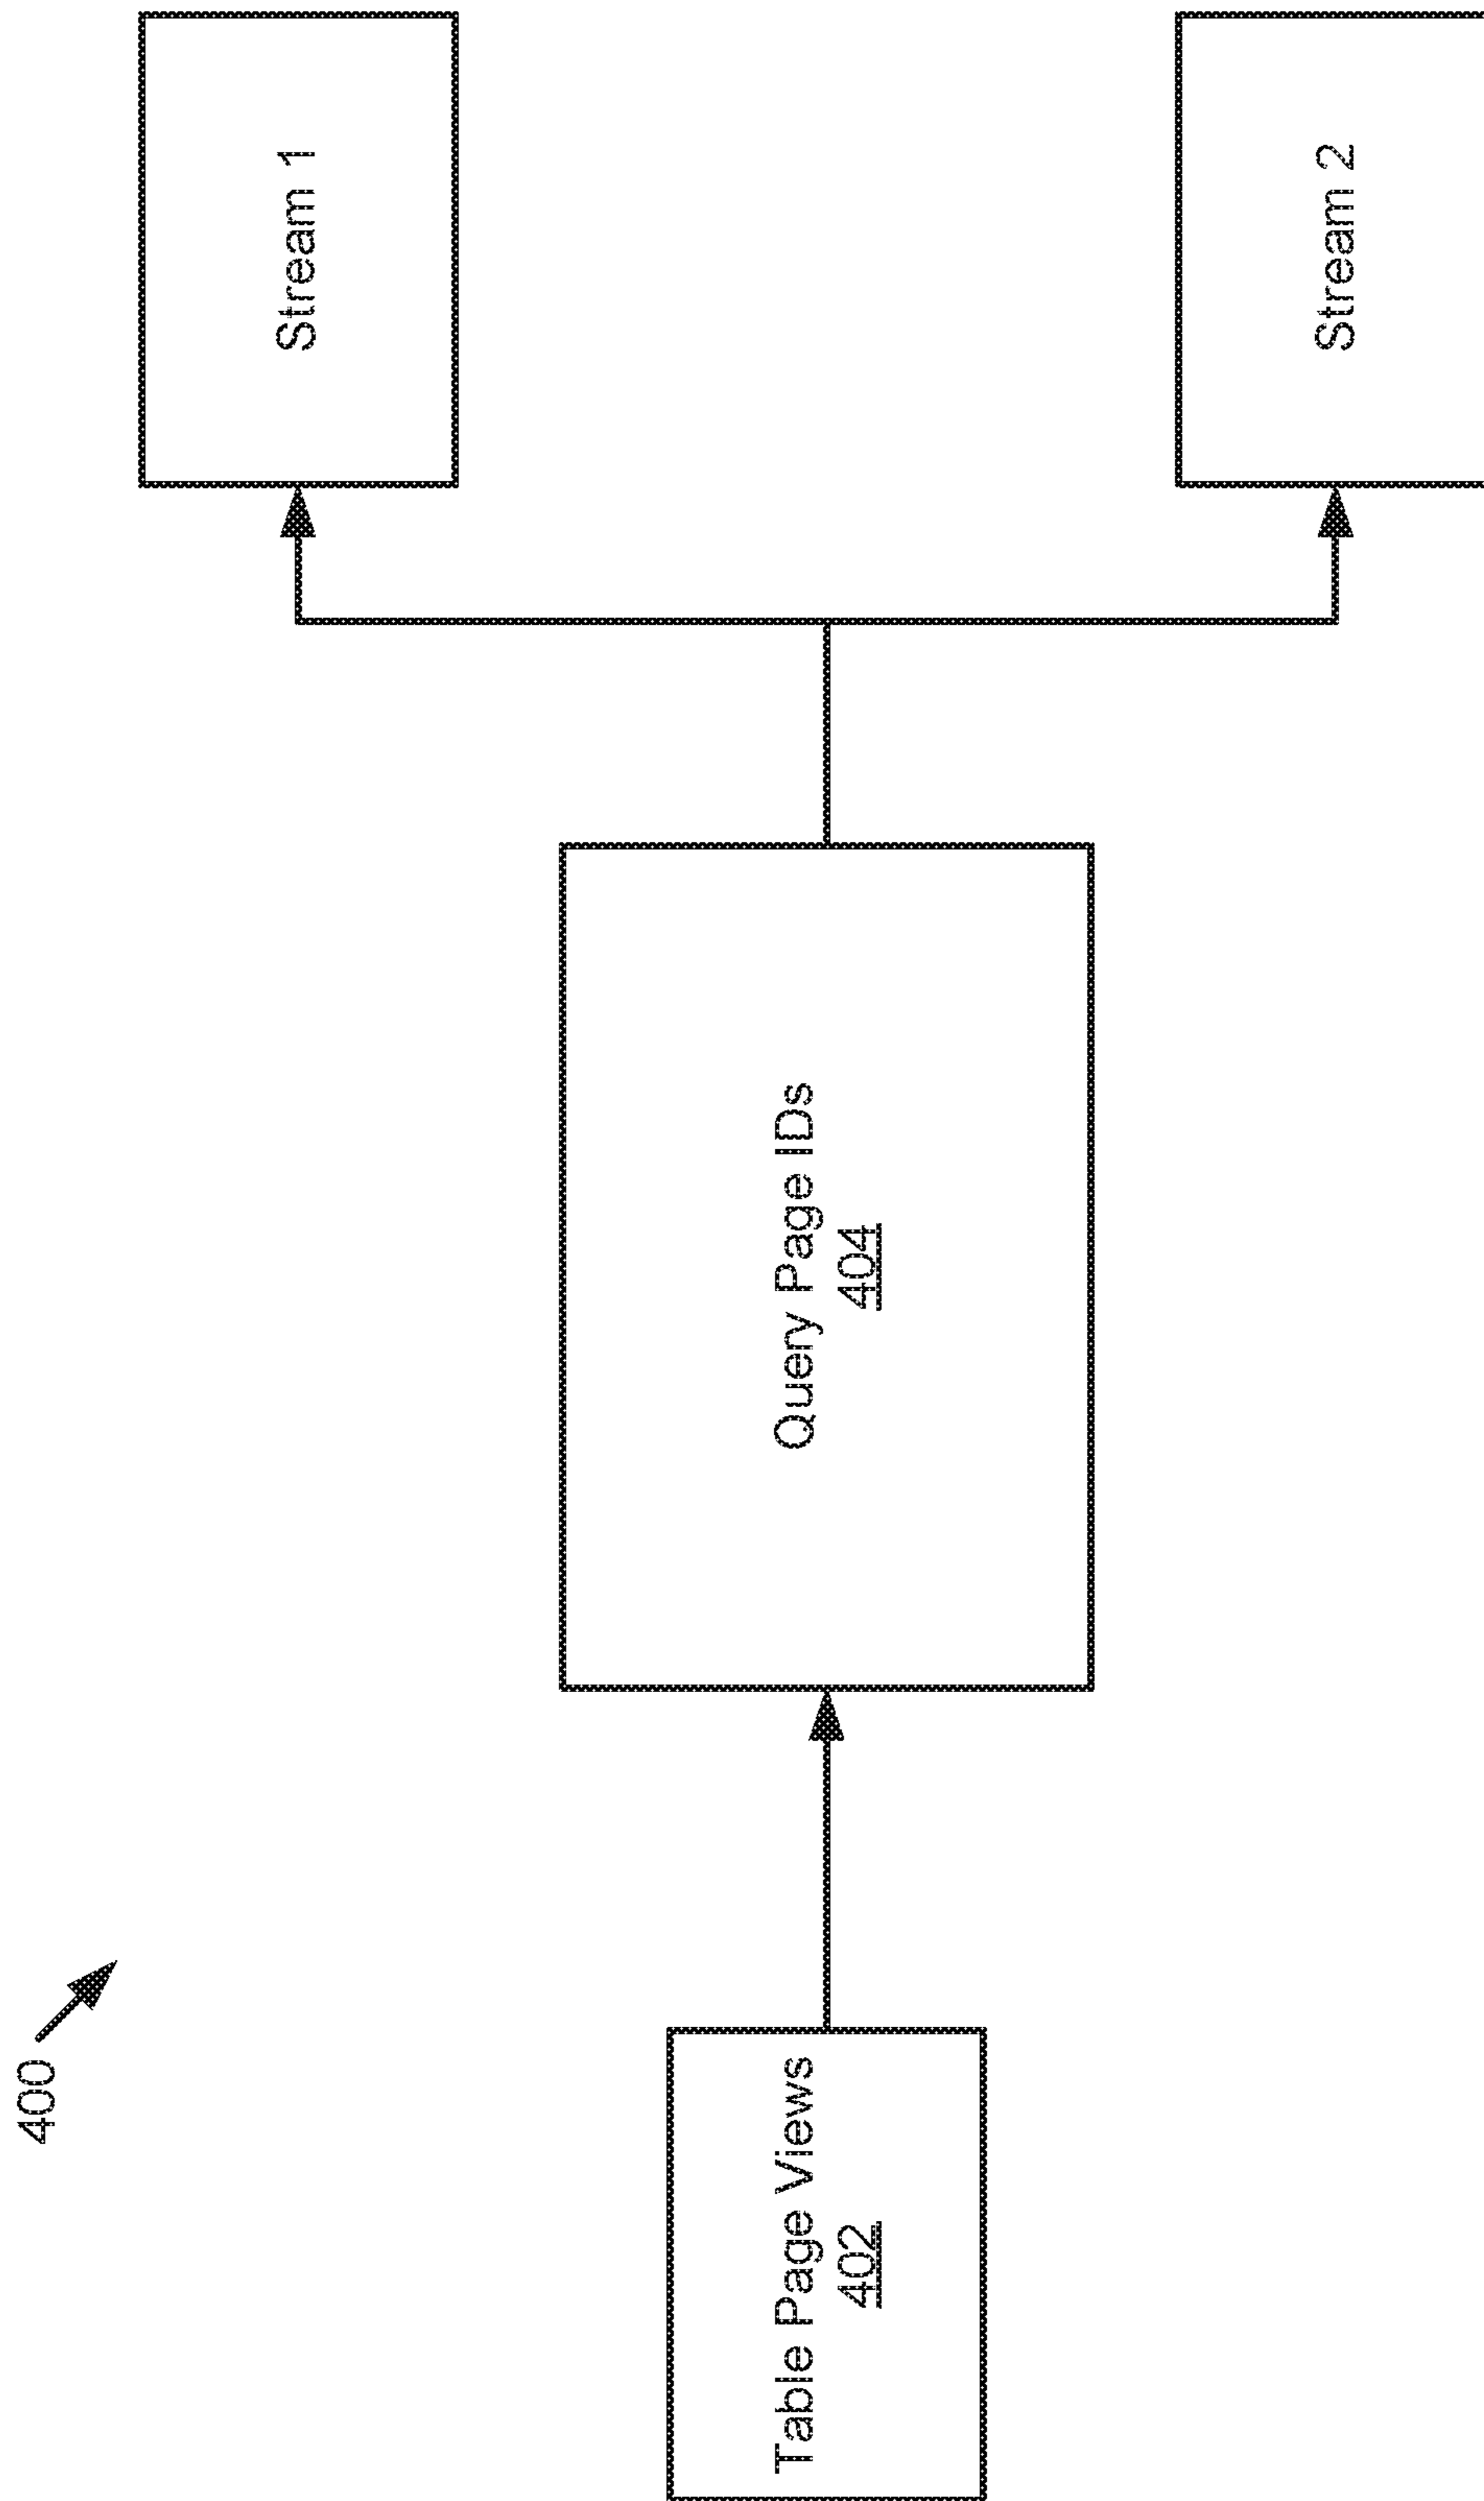 400
Table Page Views
402
Query Page IDs
404
Stream 1
Stream 2